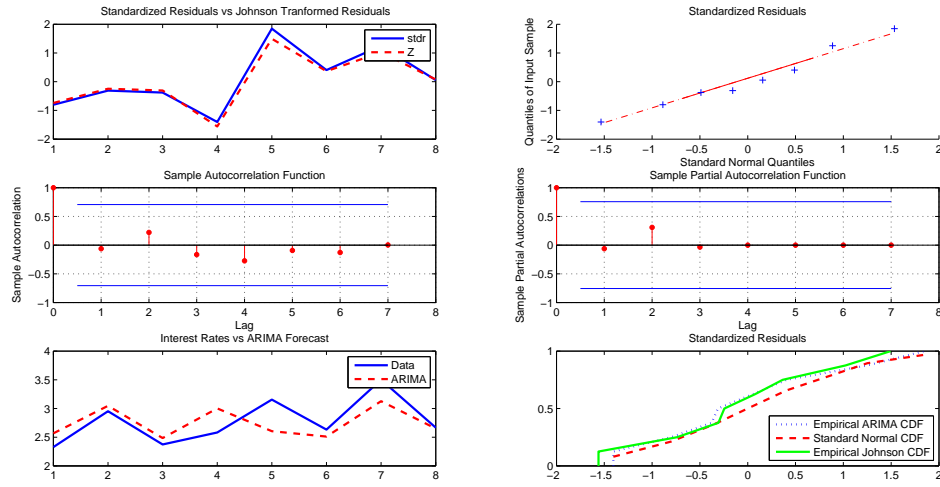 Standardized Residuals vs Johnson Tranformed Residuals
2
1
0
−1
−2
1 2 3 4 5 6 7 8
stdr
Z
Standardized Residuals
Quantiles of Input Sample
2
1
0
−1
−2
−2 −1.5 −1 −0.5 0 0.5 1 1.5 2
Standard Normal Quantiles
Sample Autocorrelation Function
Sample Autocorrelation
1
0.5
0
−0.5
−1
0 1 2 3 4 5 6 7 8
Lag
Sample Partial Autocorrelation Function
Sample Partial Autocorrelations
1
0.5
0
−0.5
−1
0 1 2 3 4 5 6 7 8
Lag
Interest Rates vs ARIMA Forecast
4
3.5
3
2.5
2
1 2 3 4 5 6 7 8
Data
ARIMA
Standardized Residuals
1
0.5
0
−2 −1.5 −1 −0.5 0 0.5 1 1.5 2
Empirical ARIMA CDF
Standard Normal CDF
Empirical Johnson CDF